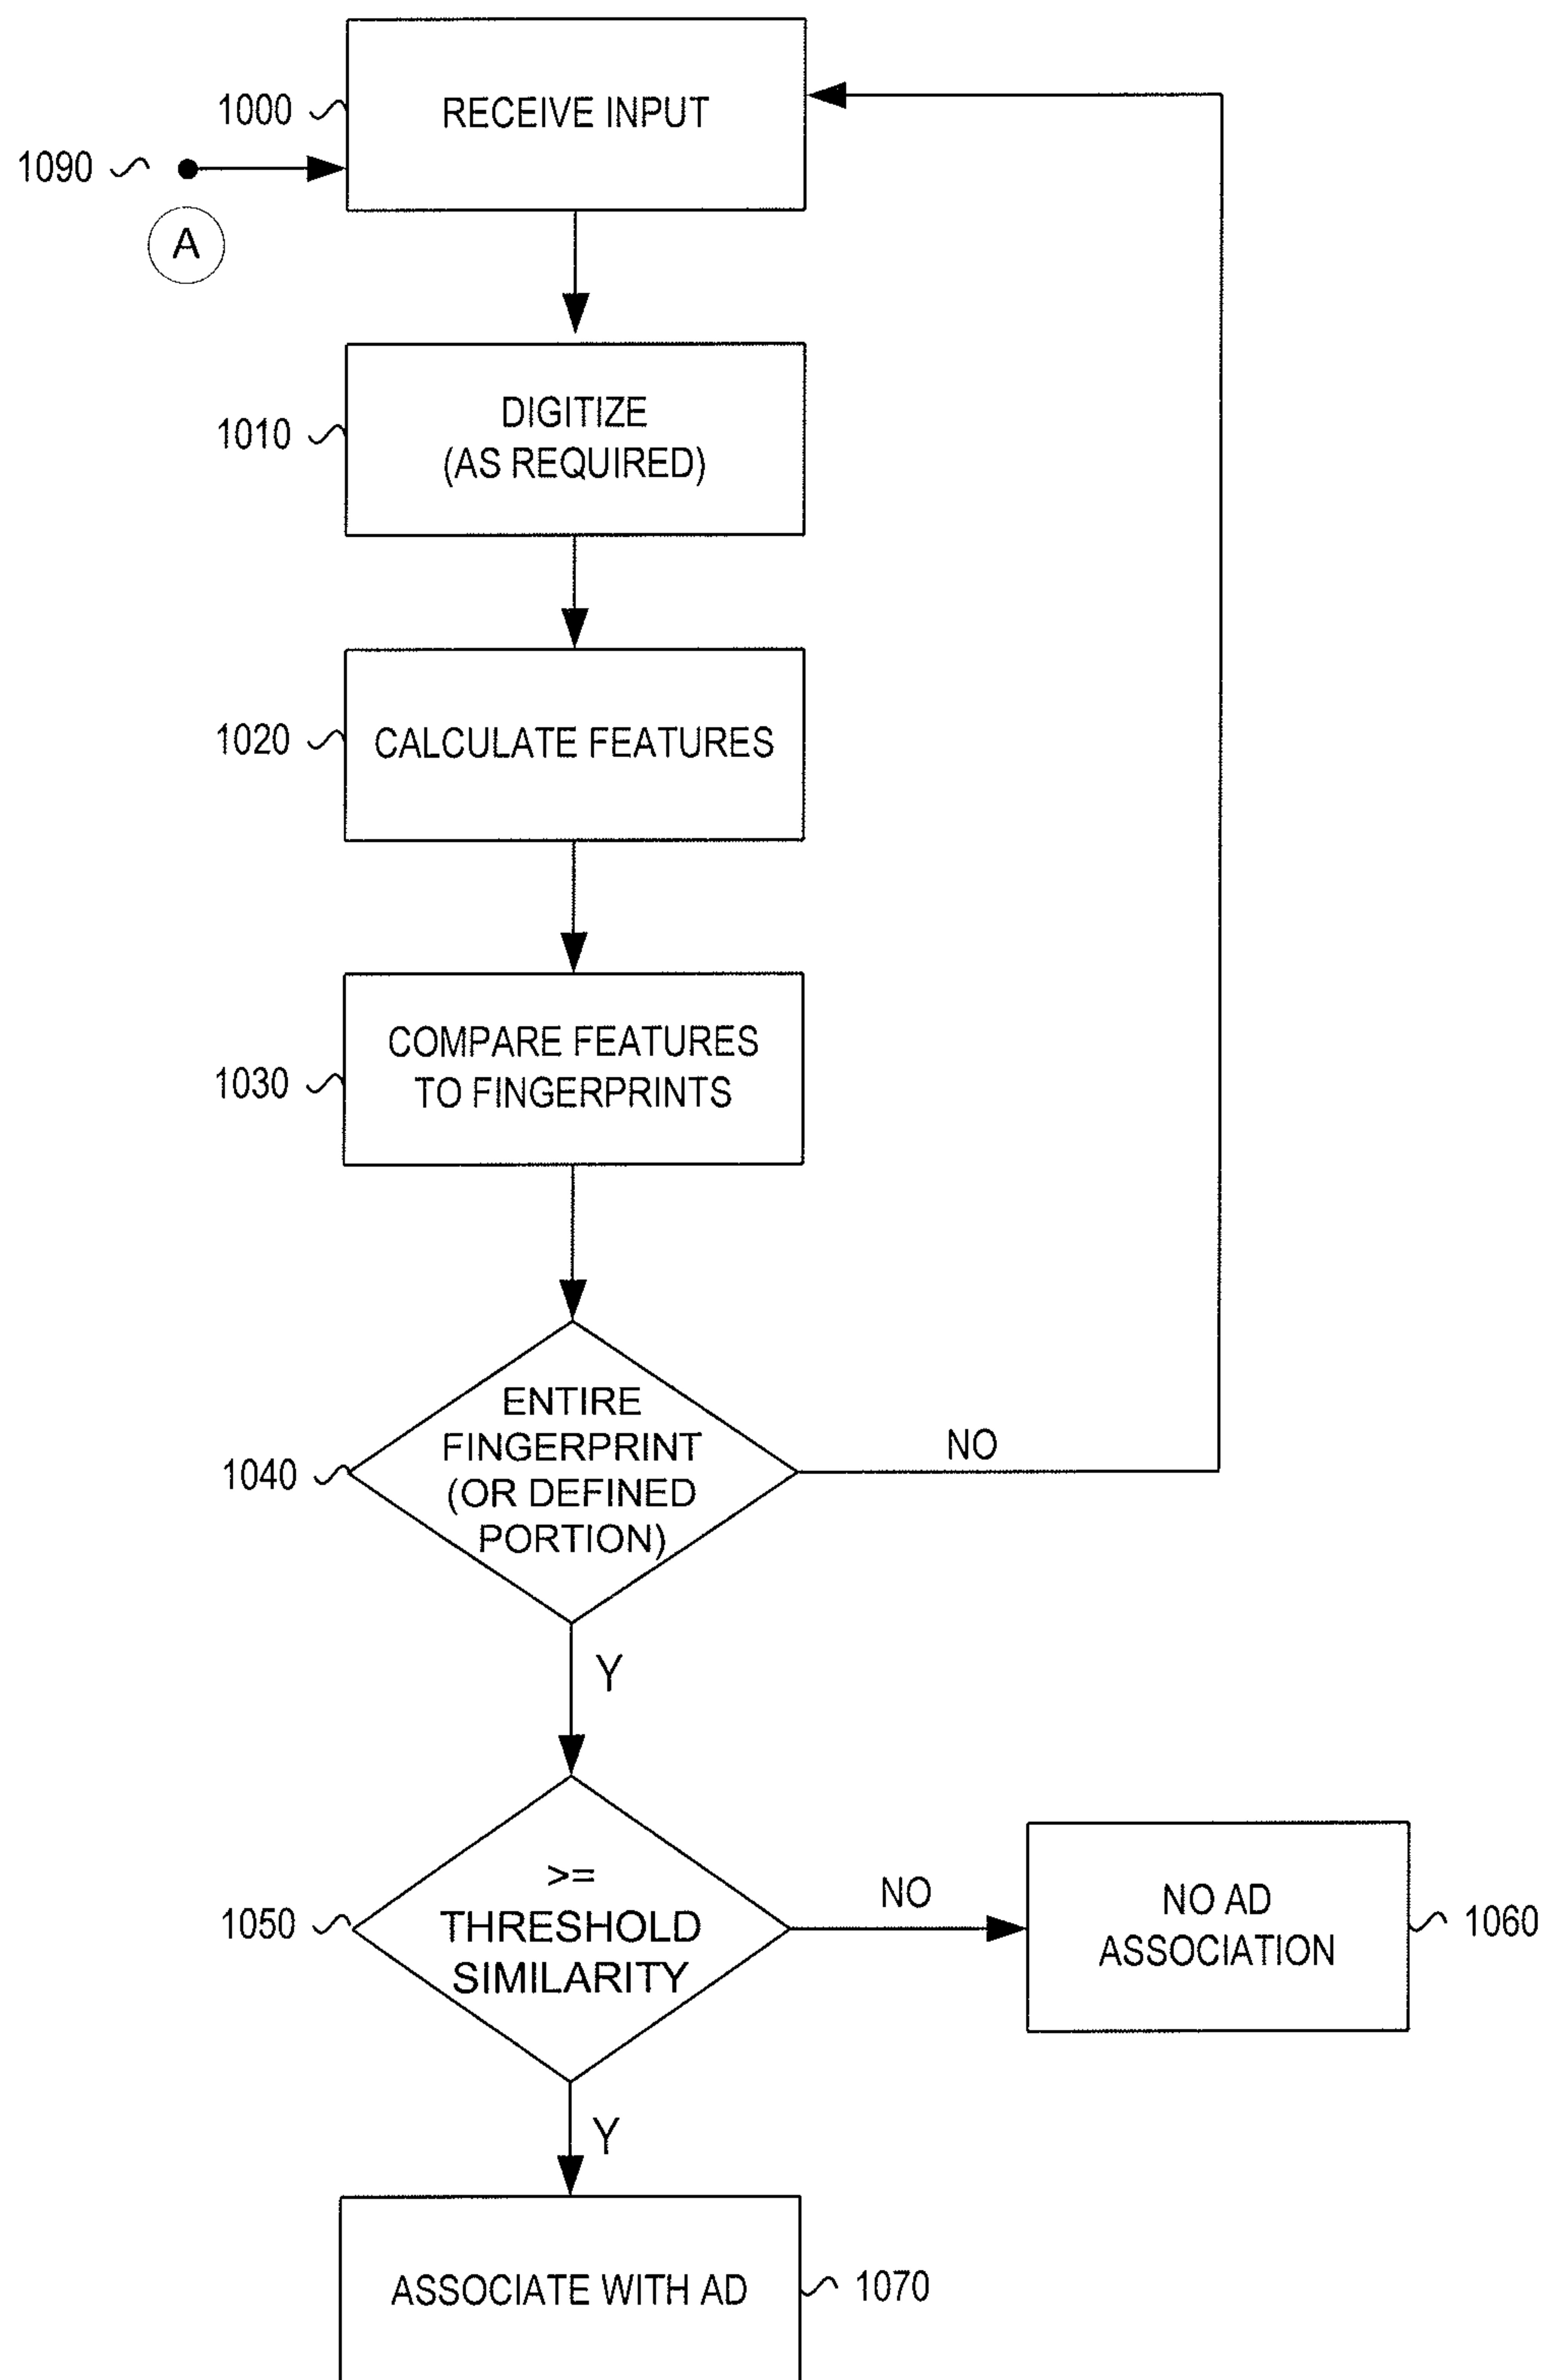 1000
RECEIVE INPUT
1090
A
1010
DIGITIZE
(AS REQUIRED)
1020
CALCULATE FEATURES
1030
COMPARE FEATURES
TO FINGERPRINTS
1040
ENTIRE
FINGERPRINT
(OR DEFINED
PORTION)
NO
Y
1050
>=
THRESHOLD
SIMILARITY
NO
NO AD
ASSOCIATION
1060
Y
ASSOCIATE WITH AD
1070